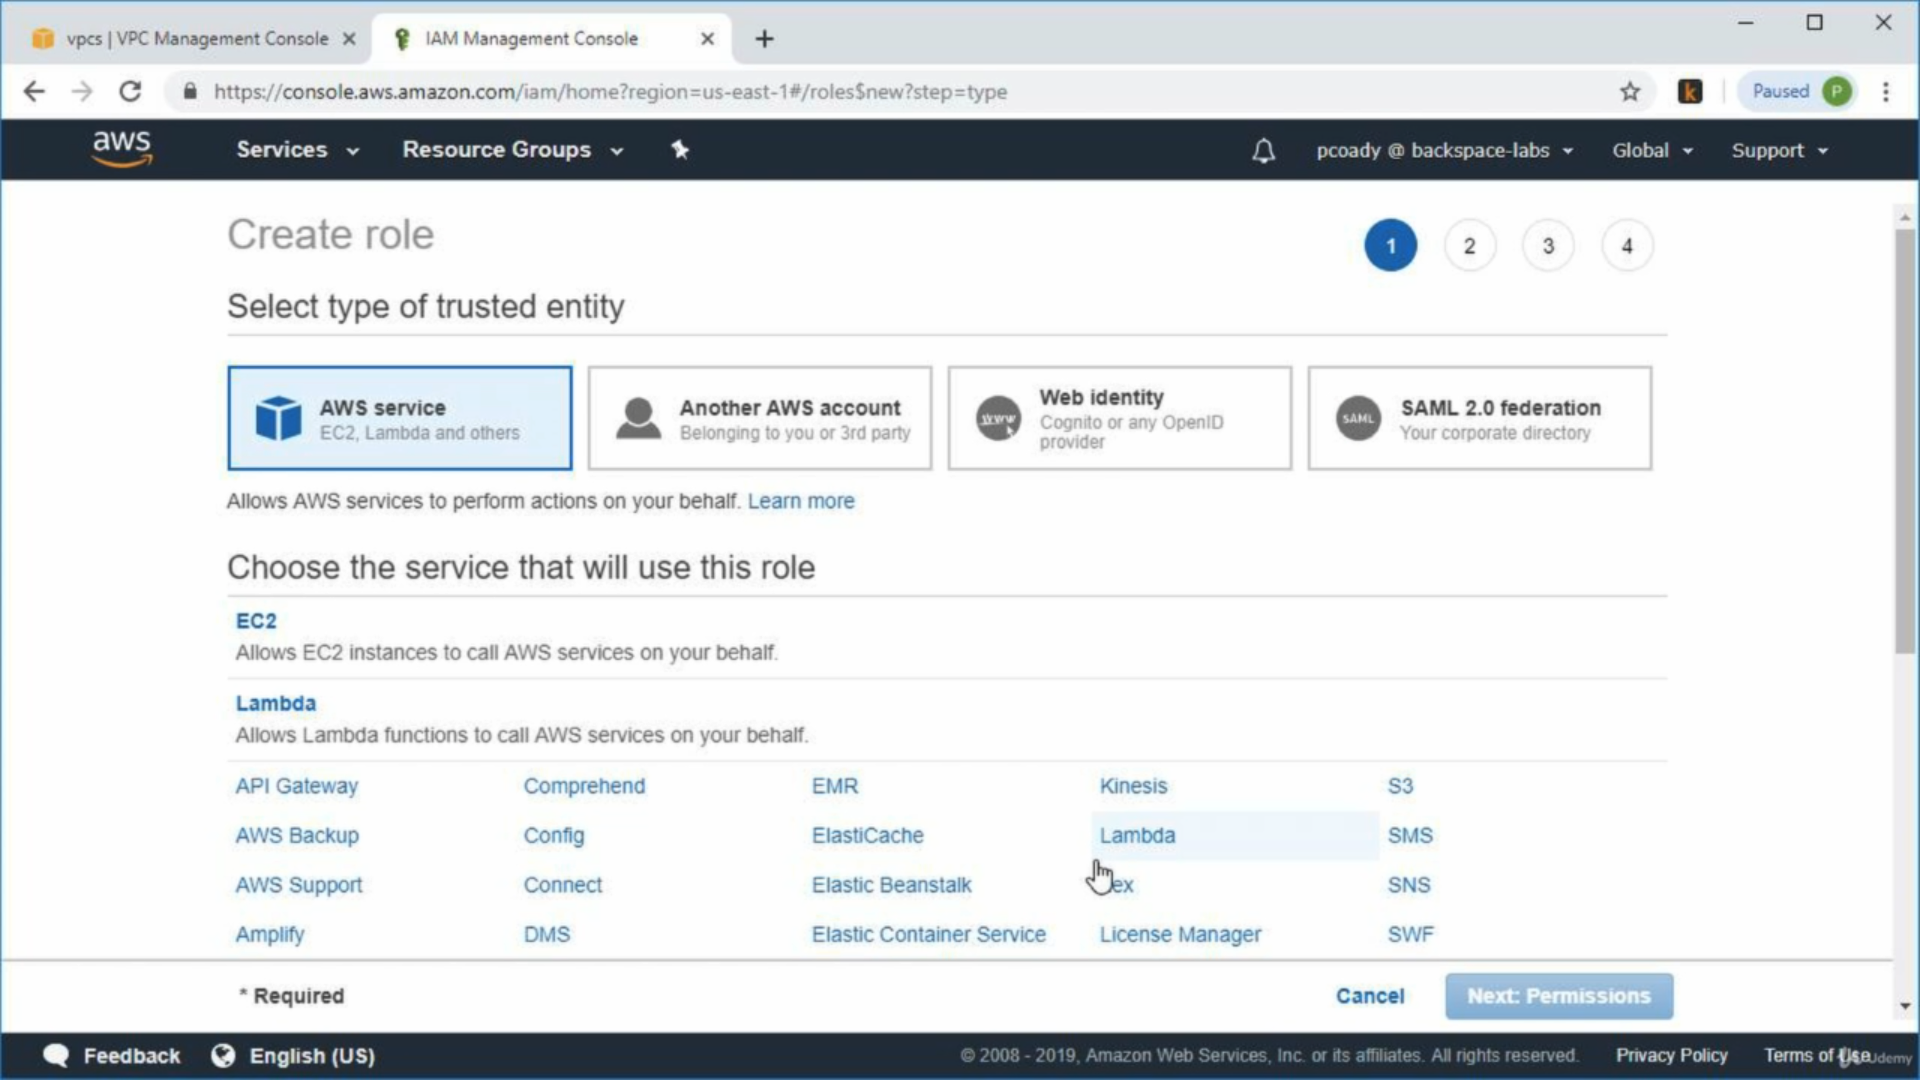 vpcs | VPC Management Console
IAM Management Console
https://console.aws.amazon.com/iam/home?region=us-east-1#/roles$new?step=type
k
Paused P
aws
Services
Resource Groups
pcoady @ backspace-labs
Global
Support
Create role
1 2 3 4
Select type of trusted entity
AWS service
EC2, Lambda and others
Another AWS account
Belonging to you or 3rd party
www
Web identity
Cognito or any OpenID
provider
SAML
SAML 2.0 federation
Your corporate directory
Allows AWS services to perform actions on your behalf. Learn more
Choose the service that will use this role
EC2
Allows EC2 instances to call AWS services on your behalf.
Lambda
Allows Lambda functions to call AWS services on your behalf.
API Gateway Comprehend EMR Kinesis S3
AWS Backup Config ElastiCache Lambda SMS
AWS Support Connect Elastic Beanstalk ex SNS
Amplify DMS Elastic Container Service License Manager SWF
* Required
Cancel
Next: Permissions
Feedback
English (US)
© 2008 - 2019, Amazon Web Services, Inc. or its affiliates. All rights reserved.
Privacy Policy
Terms of Use
Udemy